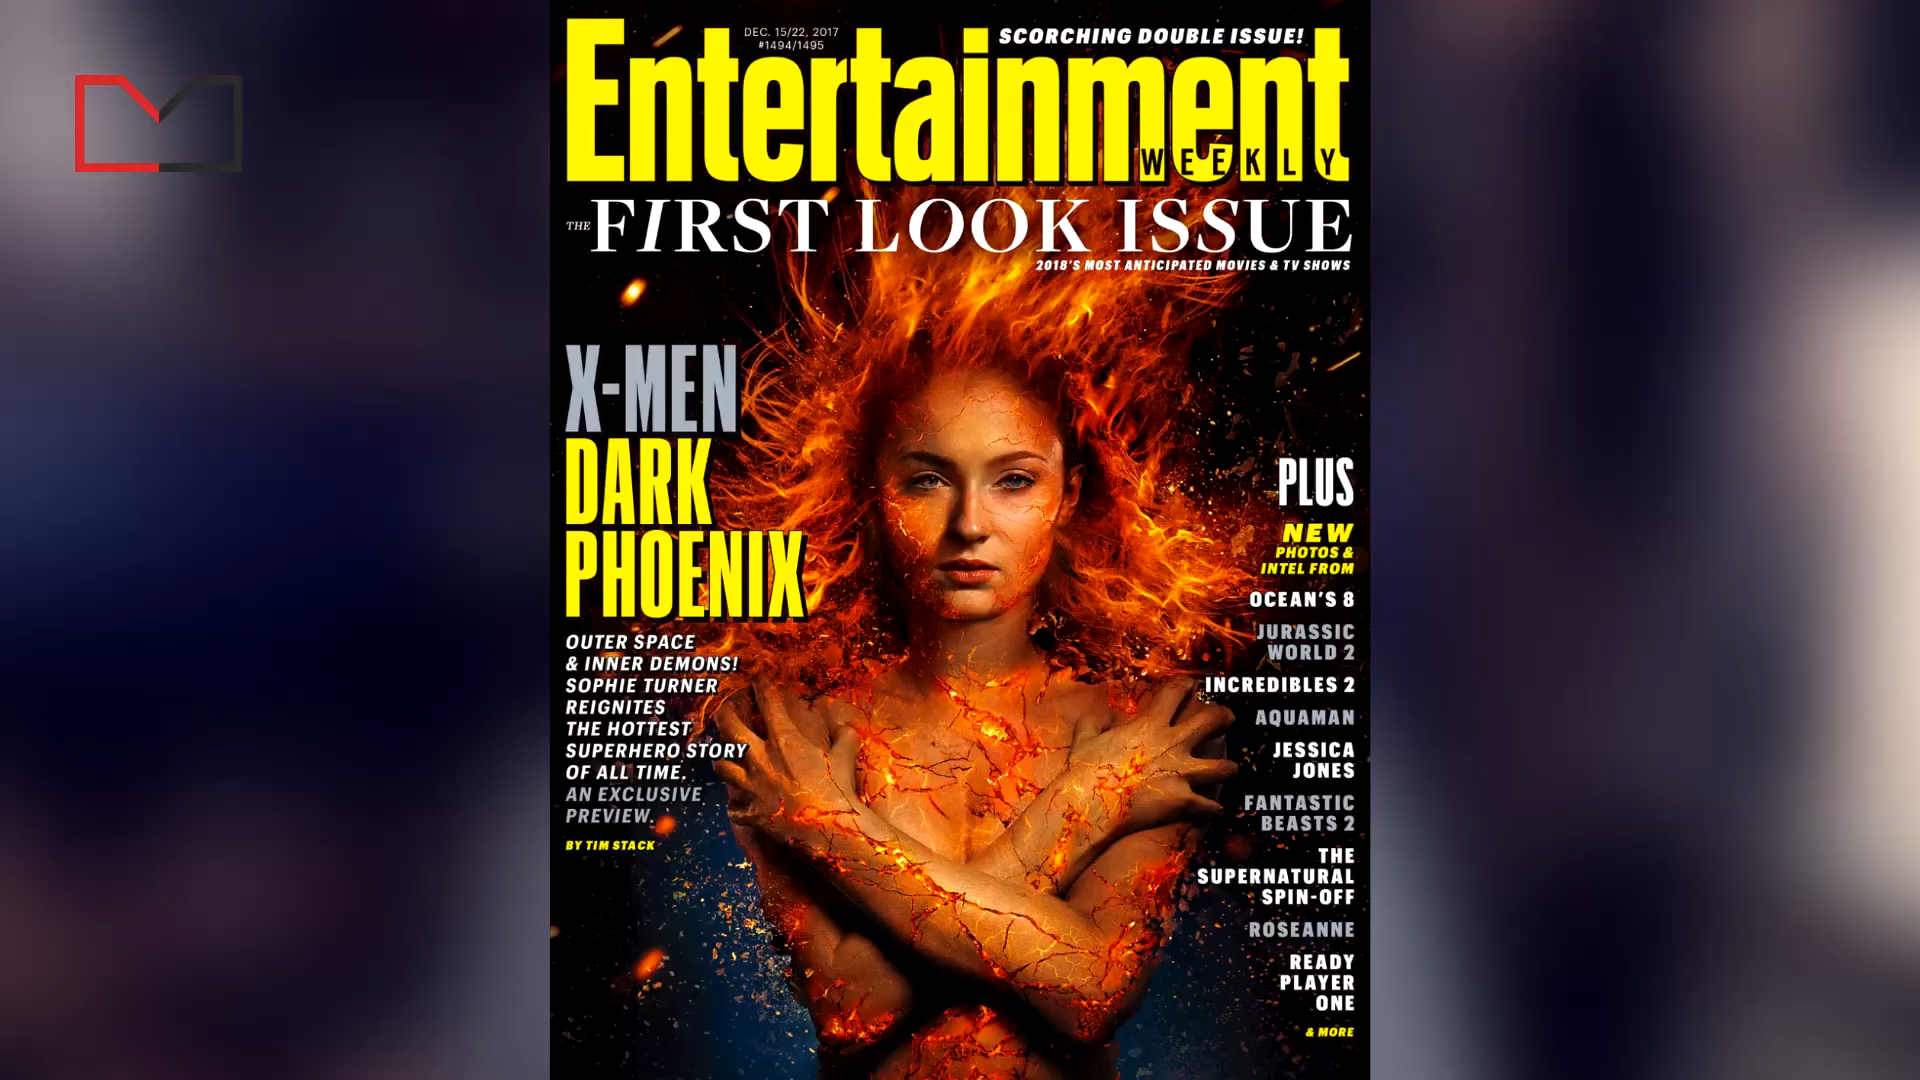 DEC. 15/22, 2017
#1494/1495
SCORCHING DOUBLE ISSUE!
Entertainment
WEEKLY
THE FIRST LOOK ISSUE
2018'S MOST ANTICIPATED MOVIES & TV SHOWS
X-MEN
DARK
PHOENIX
OUTER SPACE
& INNER DEMONS!
SOPHIE TURNER
REIGNITES
THE HOTTEST
SUPERHERO STORY
OF ALL TIME.
AN EXCLUSIVE
PREVIEW.
BY TIM STACK
PLUS
NEW
PHOTOS &
INTEL FROM
OCEAN'S 8
JURASSIC
WORLD 2
INCREDIBLES 2
AQUAMAN
JESSICA
JONES
FANTASTIC
BEASTS 2
THE
SUPERNATURAL
SPIN-OFF
ROSEANNE
READY
PLAYER
ONE
& MORE